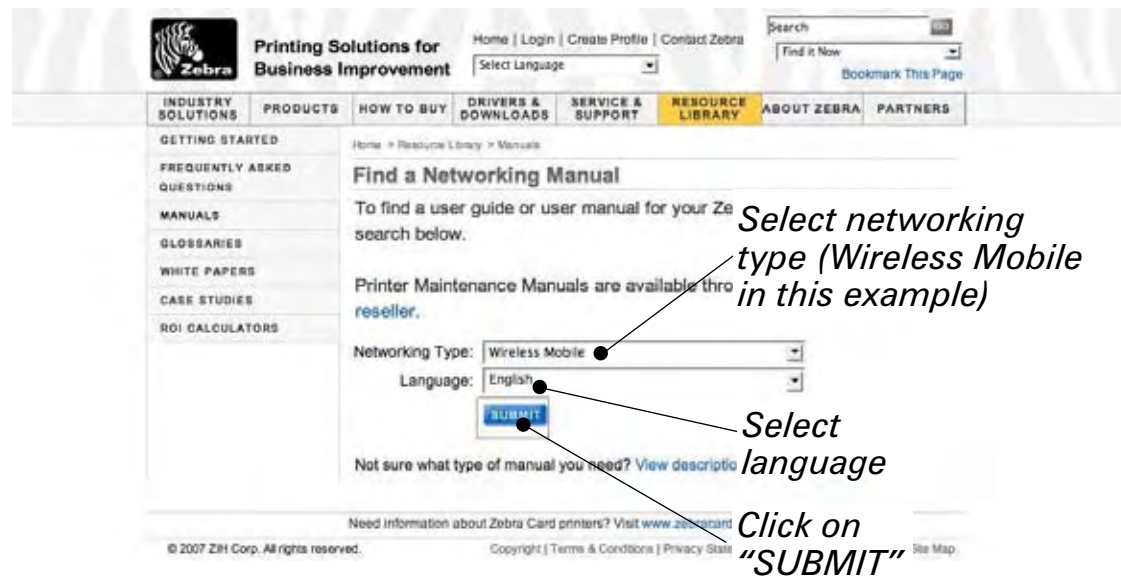 Zebra
Printing Solutions for
Business Improvement
Home | Login | Create Profile | Contact Zebra
Select Language
Search
GO
Find it Now
Bookmark This Page
INDUSTRY SOLUTIONS
PRODUCTS
HOW TO BUY
DRIVERS & DOWNLOADS
SERVICE & SUPPORT
RESOURCE LIBRARY
ABOUT ZEBRA
PARTNERS
GETTING STARTED
FREQUENTLY ASKED
QUESTIONS
MANUALS
GLOSSARIES
WHITE PAPERS
CASE STUDIES
ROI CALCULATORS
Home > Resource Library > Manuals
Find a Networking Manual
To find a user guide or user manual for your Ze
search below.
Printer Maintenance Manuals are available thro
reseller.
Networking Type: Wireless Mobile
Language: English
SUBMIT
Not sure what type of manual you need? View descriptio
Select networking
type (Wireless Mobile
in this example)
Select
language
Click on
“SUBMIT”
Need information about Zebra Card printers? Visit www.zebracard
© 2007 ZIH Corp. All rights reserved.
Copyright | Terms & Conditions | Privacy State
Site Map